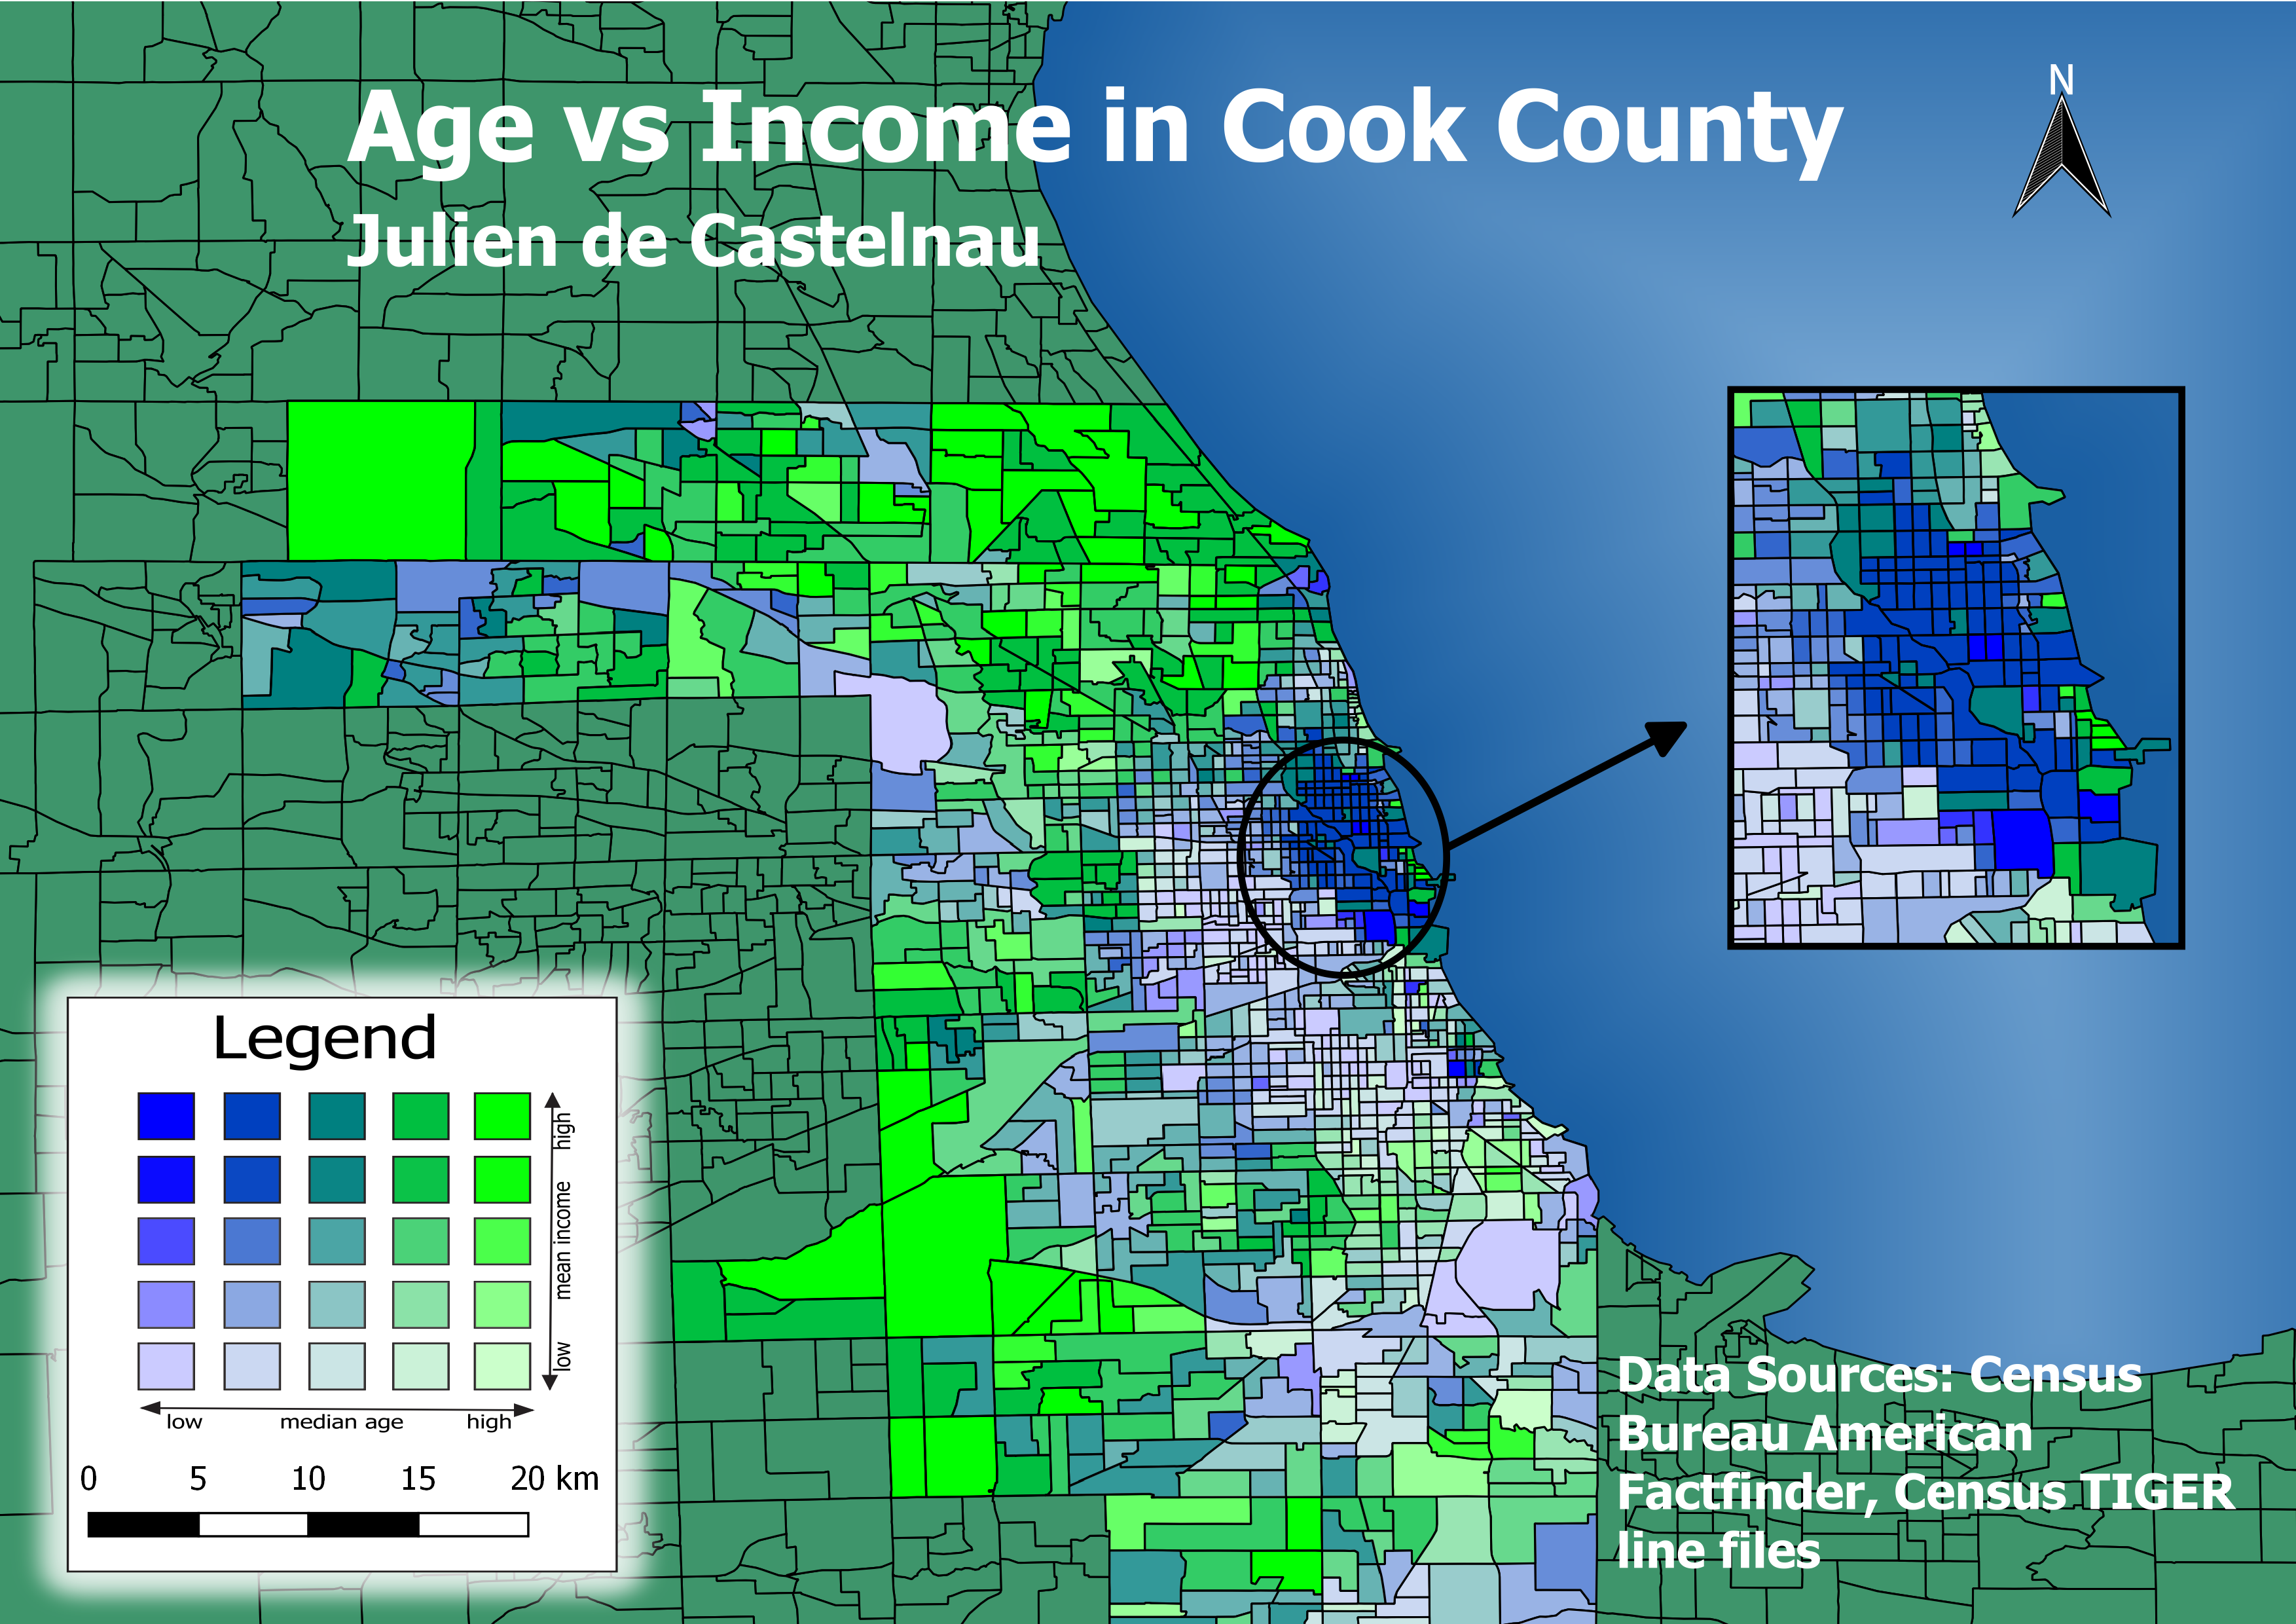 Age vs Income in Cook County
N
Julien de Castelnau
Legend
high
mean income
low
low median age high
0 5 10 15 20 km
Data Sources: Census
Bureau American
Factfinder, Census TIGER
line files